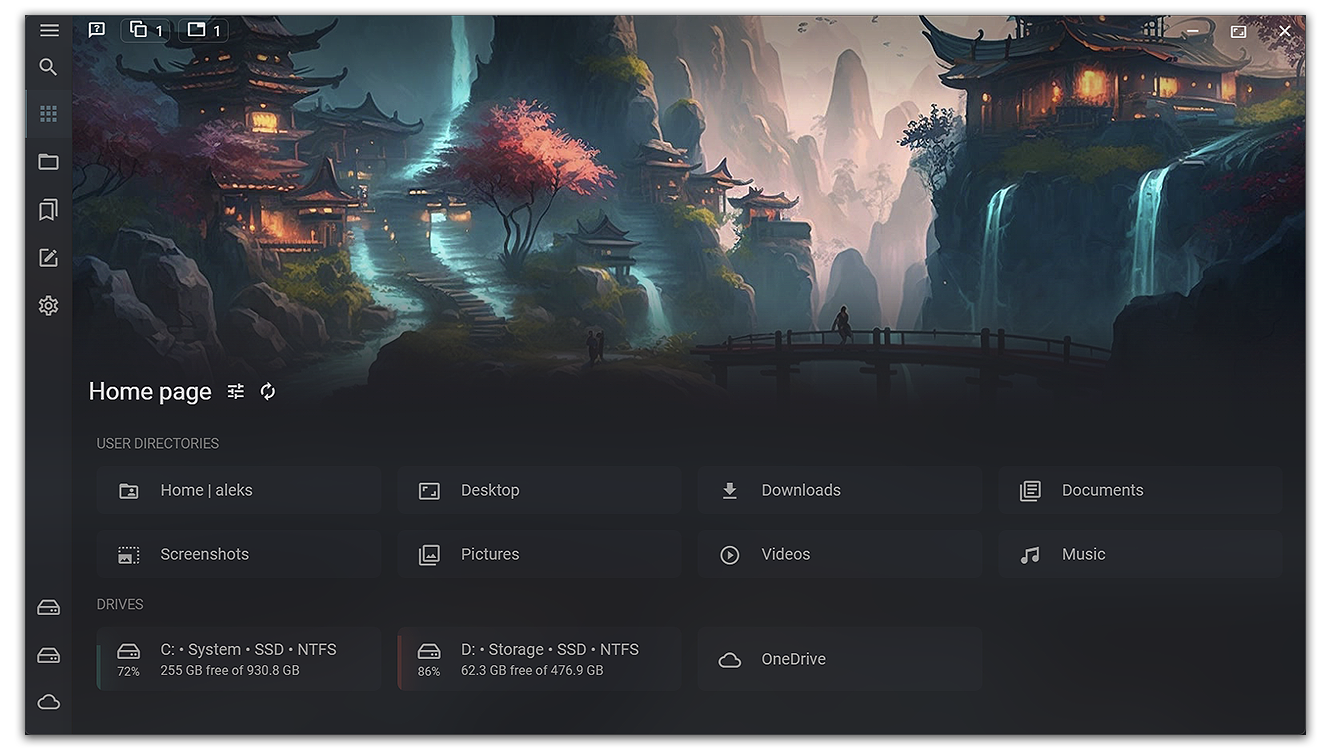 1
1
Home page
USER DIRECTORIES
Home | aleks
Desktop
Downloads
Documents
Screenshots
Pictures
Videos
Music
DRIVES
72%
C: • System • SSD • NTFS
255 GB free of 930.8 GB
86%
D: • Storage • SSD • NTFS
62.3 GB free of 476.9 GB
OneDrive